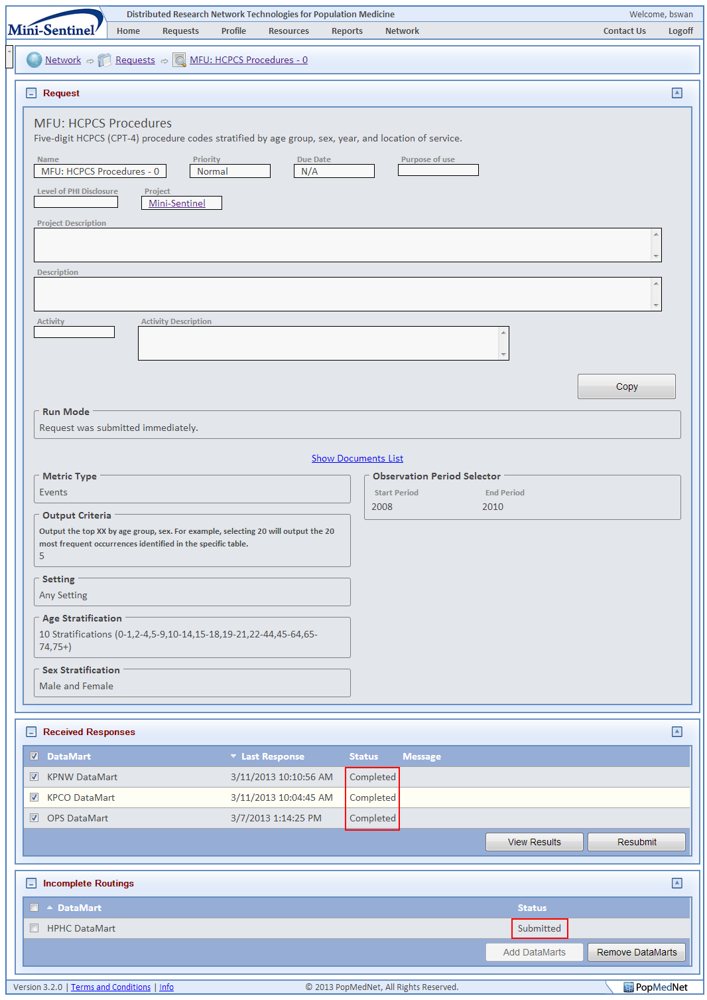 Mini-Sentinel
Distributed Research Network Technologies for Population Medicine
Welcome, bswan
Home Requests Profile Resources Reports Network Contact Us Logoff
Network Requests MFU: HCPCS Procedures - 0
Request
MFU: HCPCS Procedures
Five-digit HCPCS (CPT-4) procedure codes stratified by age group, sex, year, and location of service.
Name Priority Due Date Purpose of use
MFU: HCPCS Procedures - 0 Normal N/A
Level of PHI Disclosure Project
Mini-Sentinel
Project Description
Description
Activity Activity Description
Copy
Run Mode
Request was submitted immediately.
Show Documents List
Metric Type
Events
Observation Period Selector
Start Period End Period
2008 2010
Output Criteria
Output the top XX by age group, sex. For example, selecting 20 will output the 20
most frequent occurrences identified in the specific table.
5
Setting
Any Setting
Age Stratification
10 Stratifications (0-1,2-4,5-9,10-14,15-18,19-21,22-44,45-64,65-
74,75+)
Sex Stratification
Male and Female
Received Responses
DataMart Last Response Status Message
KPNW DataMart 3/11/2013 10:10:56 AM Completed
KPCO DataMart 3/11/2013 10:04:45 AM Completed
OPS DataMart 3/7/2013 1:14:25 PM Completed
View Results Resubmit
Incomplete Routings
DataMart Status
HPHC DataMart Submitted
Add DataMarts Remove DataMarts
Version 3.2.0 | Terms and Conditions | Info © 2013 PopMedNet, All Rights Reserved. PopMedNet